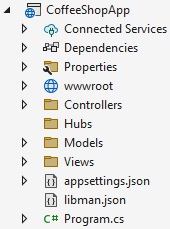 CoffeeShopApp
Connected Services
Dependencies
Properties
wwwroot
Controllers
Hubs
Models
Views
appsettings.json
libman.json
C# Program.cs